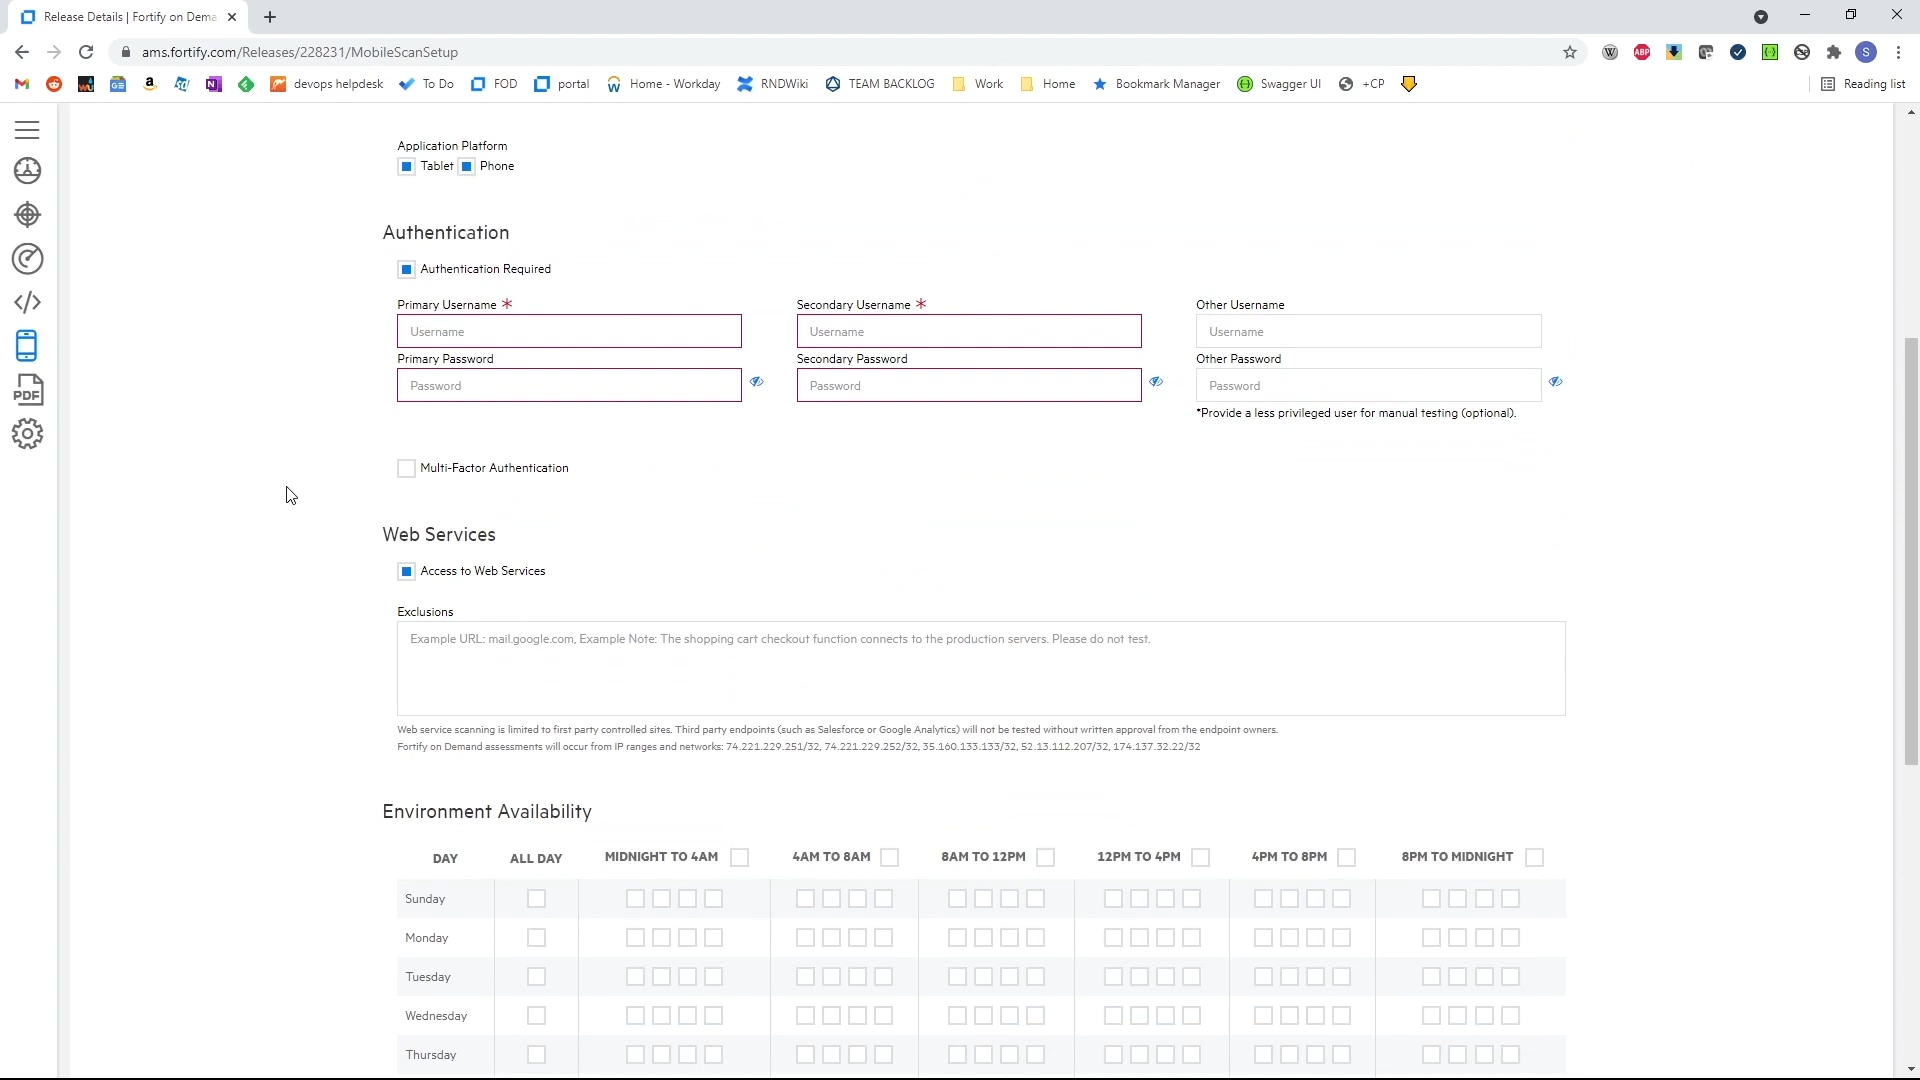 Release Details | Fortify on Dema
ams.fortify.com/Releases/228231/MobileScanSetup
ABP
S
devops helpdesk
To Do
FOD
portal
Home - Workday
RNDWiki
TEAM BACKLOG
Work
Home
Bookmark Manager
Swagger UI
+CP
Reading list
PDF
Application Platform
Tablet Phone
Authentication
Authentication Required
Primary Username * Secondary Username * Other Username
Username Username Username
Primary Password Secondary Password Other Password
Password Password Password
*Provide a less privileged user for manual testing (optional).
Multi-Factor Authentication
Web Services
Access to Web Services
Exclusions
Example URL: mail.google.com, Example Note: The shopping cart checkout function connects to the production servers. Please do not test.
Web service scanning is limited to first party controlled sites. Third party endpoints (such as Salesforce or Google Analytics) will not be tested without written approval from the endpoint owners.
Fortify on Demand assessments will occur from IP ranges and networks: 74.221.229.251/32, 74.221.229.252/32, 35.160.133.133/32, 52.13.112.207/32, 174.137.32.22/32
Environment Availability
DAY ALL DAY MIDNIGHT TO 4AM 4AM TO 8AM 8AM TO 12PM 12PM TO 4PM 4PM TO 8PM 8PM TO MIDNIGHT
Sunday
Monday
Tuesday
Wednesday
Thursday